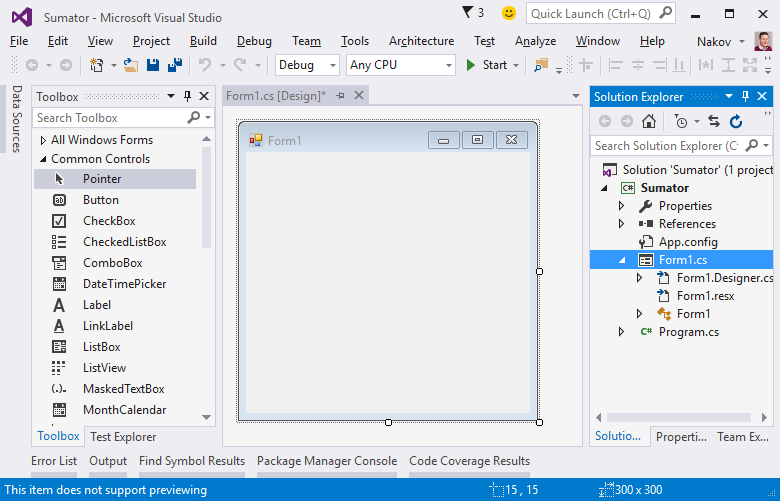 Sumator - Microsoft Visual Studio
3
Quick Launch (Ctrl+Q)
File Edit View Project Build Debug Team Tools Architecture Test Analyze Window Help Nakov
Debug Any CPU Start
Data Sources
Toolbox
Search Toolbox
All Windows Forms
Common Controls
Pointer
Button
CheckBox
CheckedListBox
ComboBox
DateTimePicker
Label
LinkLabel
ListBox
ListView
MaskedTextBox
MonthCalendar
Toolbox Test Explorer
Form1.cs [Design]*
Form1
Solution Explorer
Search Solution Explorer (C
Solution 'Sumator' (1 project
Sumator
Properties
References
App.config
Form1.cs
Form1.Designer.cs
Form1.resx
Form1
Program.cs
Solutio... Properti... Team Ex...
Error List Output Find Symbol Results Package Manager Console Code Coverage Results
This item does not support previewing 15 , 15 300 x 300